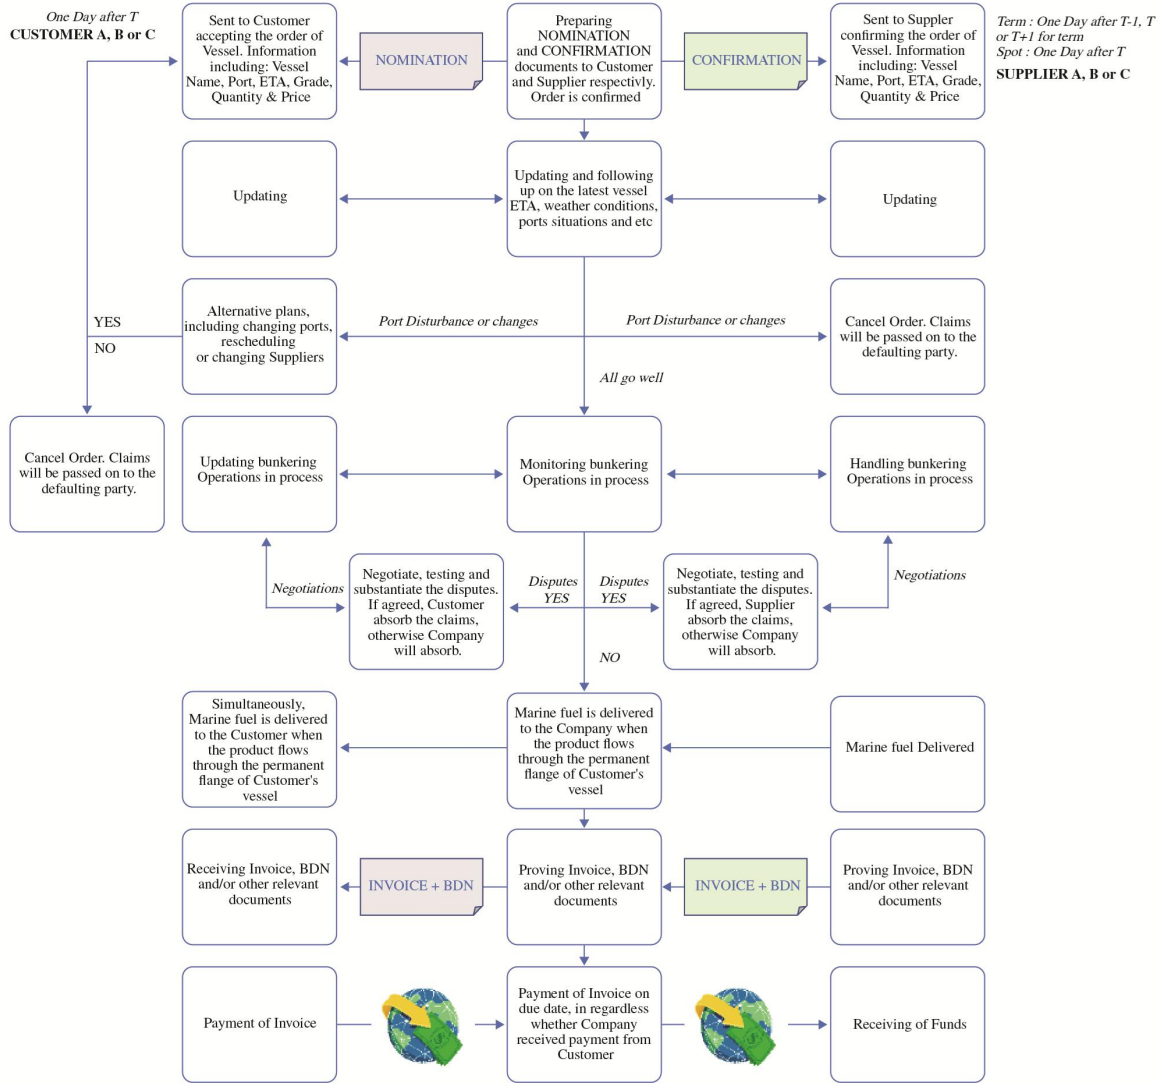 One Day after T
CUSTOMER A, B or C
Sent to Customer
accepting the order of
Vessel. Information
including: Vessel
Name, Port, ETA, Grade,
Quantity & Price
NOMINATION
Preparing
NOMINATION
and CONFIRMATION
documents to Customer
and Supplier respectivly.
Order is confirmed
CONFIRMATION
Sent to Suppler
confirming the order of
Vessel. Information
including: Vessel
Name, Port, ETA, Grade,
Quantity & Price
Term : One Day after T-1, T
or T+1 for term
Spot : One Day after T
SUPPLIER A, B or C
Updating
Updating and following
up on the latest vessel
ETA, weather conditions,
ports situations and etc
Updating
YES
NO
Alternative plans,
including changing ports,
rescheduling
or changing Suppliers
Port Disturbance or changes
Port Disturbance or changes
Cancel Order. Claims
will be passed on to the
defaulting party.
All go well
Cancel Order. Claims
will be passed on to the
defaulting party.
Updating bunkering
Operations in process
Monitoring bunkering
Operations in process
Handling bunkering
Operations in process
Negotiations
Negotiate, testing and
substantiate the disputes.
If agreed, Customer
absorb the claims,
otherwise Company
will absorb.
Disputes
YES
Disputes
YES
Negotiate, testing and
substantiate the disputes.
If agreed, Supplier
absorb the claims,
otherwise Company
will absorb.
Negotiations
NO
Simultaneously,
Marine fuel is delivered
to the Customer when
the product flows
through the permanent
flange of Customer's
vessel
Marine fuel is delivered
to the Company when
the product flows
through the permanent
flange of Customer's
vessel
Marine fuel Delivered
Receiving Invoice, BDN
and/or other relevant
documents
INVOICE + BDN
Proving Invoice, BDN
and/or other relevant
documents
INVOICE + BDN
Proving Invoice, BDN
and/or other relevant
documents
Payment of Invoice
Payment of Invoice on
due date, in regardless
whether Company
received payment from
Customer
Receiving of Funds